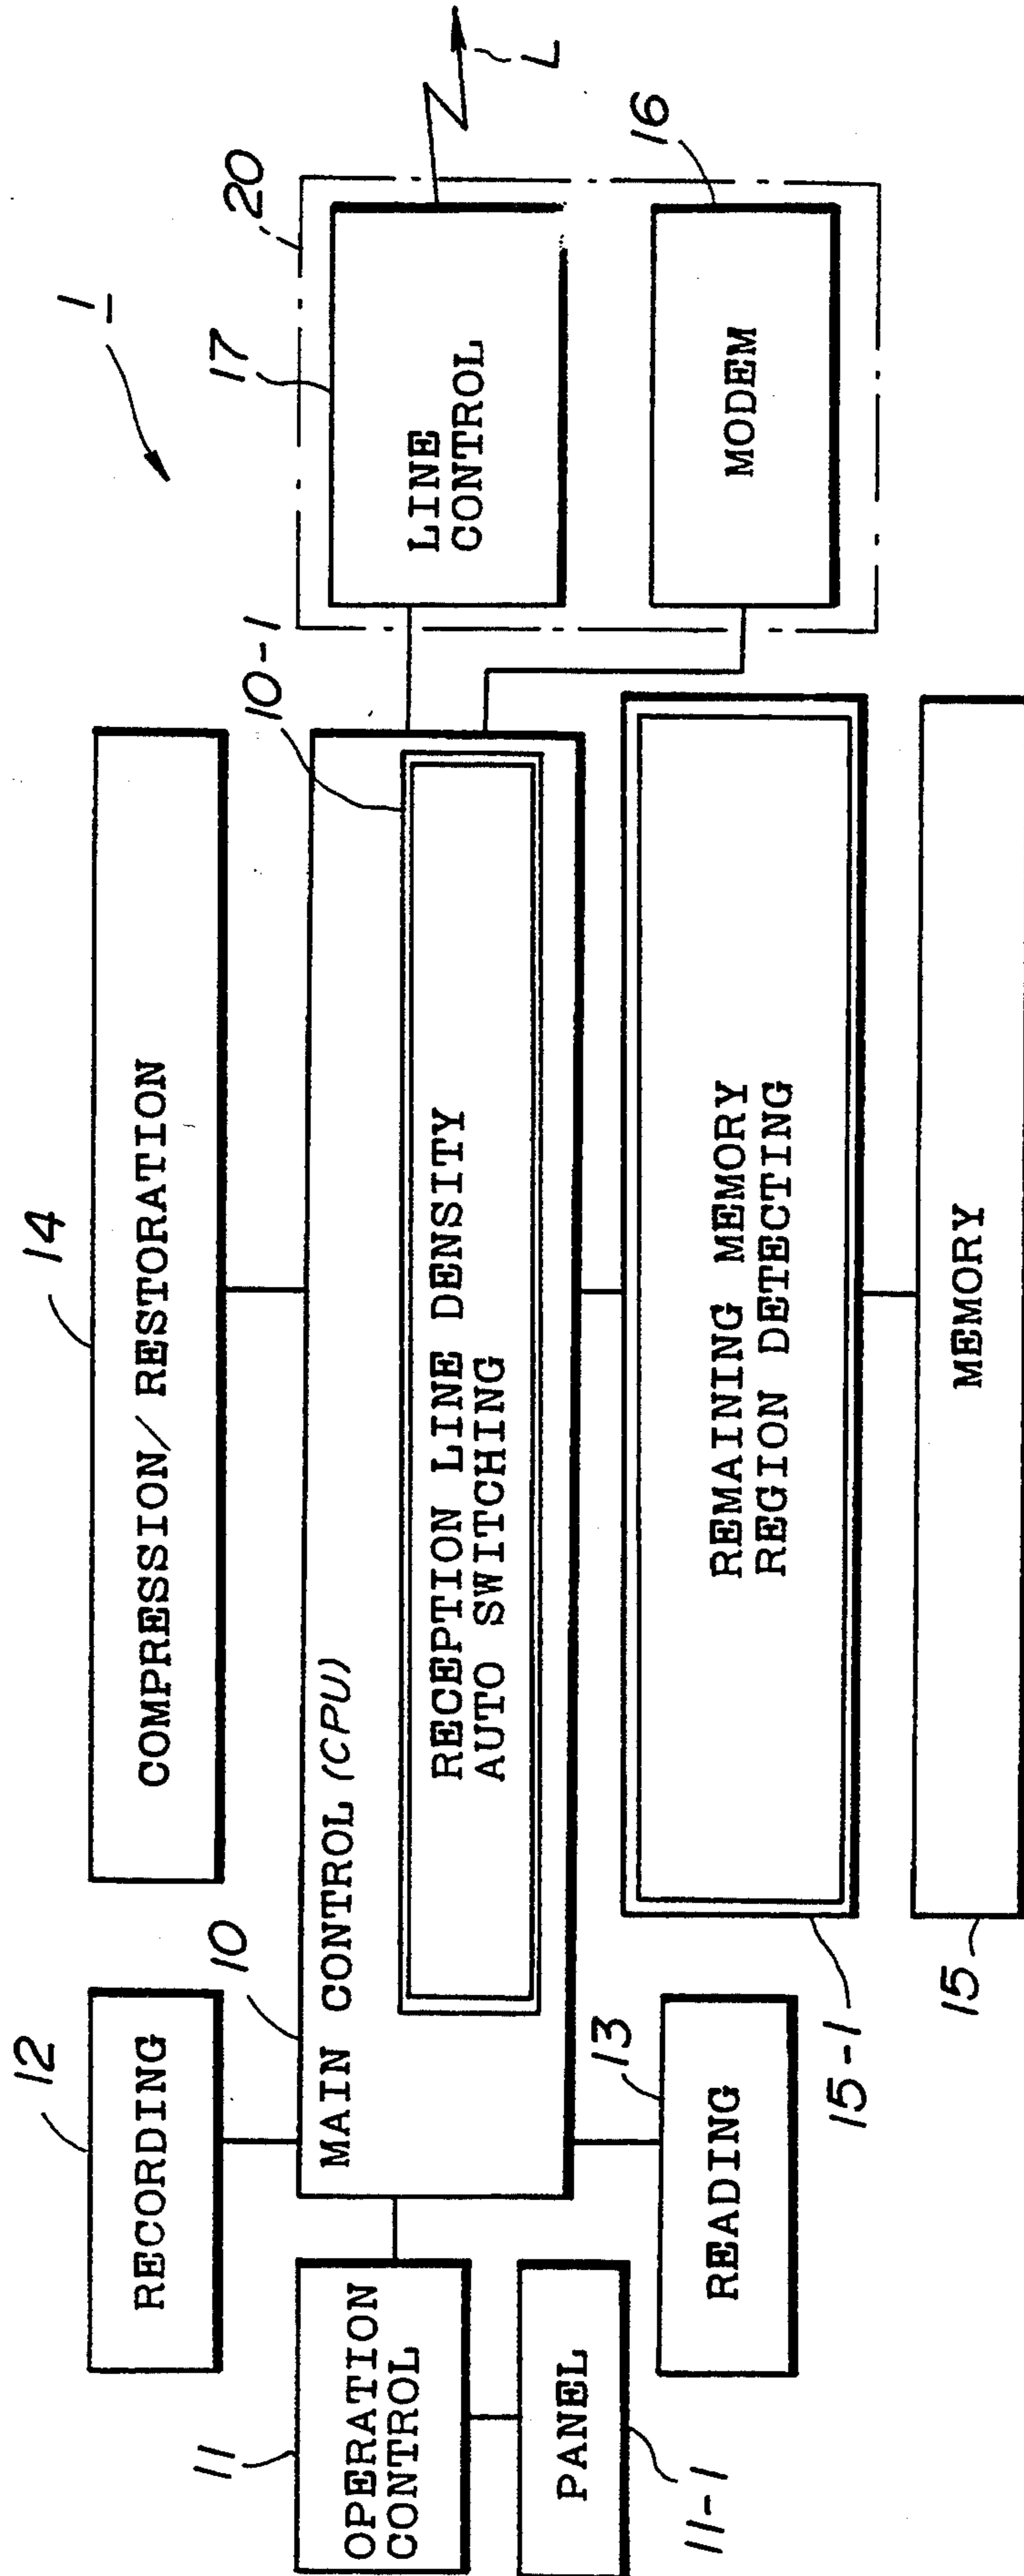 1
12
RECORDING
14
COMPRESSION/ RESTORATION
17
20
L
11
OPERATION
CONTROL
10
MAIN CONTROL (CPU)
10-1
RECEPTION LINE DENSITY
AUTO SWITCHING
LINE
CONTROL
16
MODEM
PANEL
11-1
13
READING
REMAINING MEMORY
REGION DETECTING
15-1
15
MEMORY